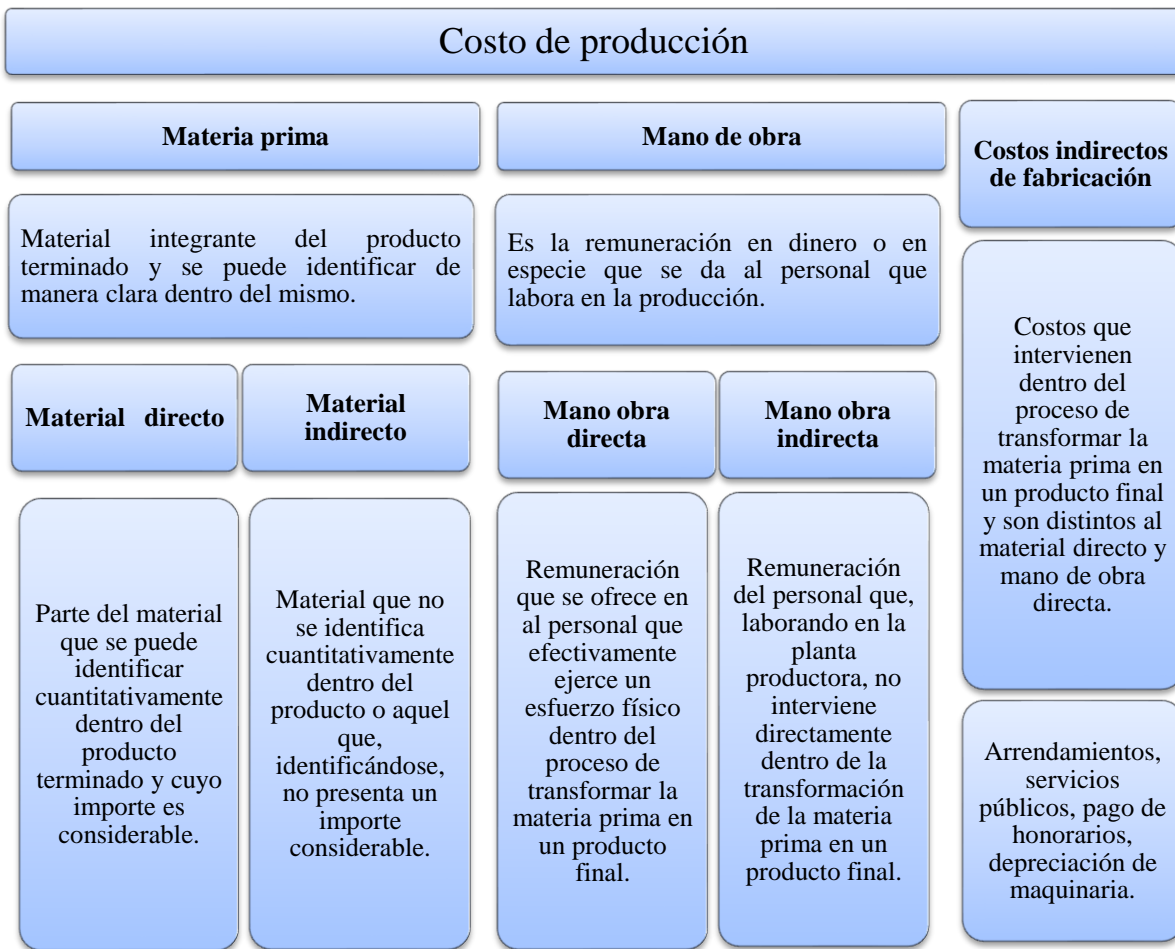 Costo de producción
Materia prima
Material integrante del producto
terminado y se puede identificar de
manera clara dentro del mismo.
Material directo
Parte del material
que se puede
identificar
cuantitativamente
dentro del
producto
terminado y cuyo
importe es
considerable.
Material
indirecto
Material que no
se identifica
cuantitativamente
dentro del
producto o aquel
que,
identificándose,
no presenta un
importe
considerable.
Mano de obra
Es la remuneración en dinero o en
especie que se da al personal que
labora en la producción.
Mano obra
directa
Remuneración
que se ofrece en
al personal que
efectivamente
ejerce un
esfuerzo físico
dentro del
proceso de
transformar la
materia prima en
un producto
final.
Mano obra
indirecta
Remuneración
del personal que,
laborando en la
planta
productora, no
interviene
directamente
dentro de la
transformación
de la materia
prima en un
producto final.
Costos indirectos
de fabricación
Costos que
intervienen
dentro del
proceso de
transformar la
materia prima en
un producto final
y son distintos al
material directo y
mano de obra
directa.
Arrendamientos,
servicios
públicos, pago de
honorarios,
depreciación de
maquinaria.